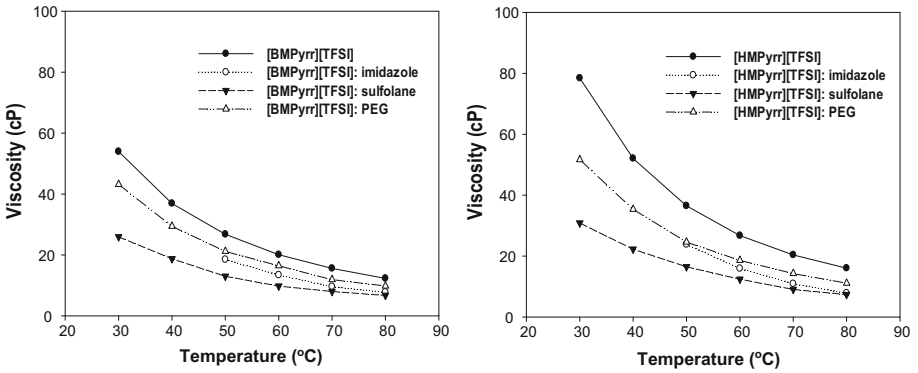 100
80
60
40
20
0
Viscosity (cP)
[BMPyrr][TFSI]
[BMPyrr][TFSI]: imidazole
[BMPyrr][TFSI]: sulfolane
[BMPyrr][TFSI]: PEG
20 30 40 50 60 70 80 90
Temperature (ºC)
100
80
60
40
20
0
Viscosity (cP)
[HMPyrr][TFSI]
[HMPyrr][TFSI]: imidazole
[HMPyrr][TFSI]: sulfolane
[HMPyrr][TFSI]: PEG
20 30 40 50 60 70 80 90
Temperature (ºC)